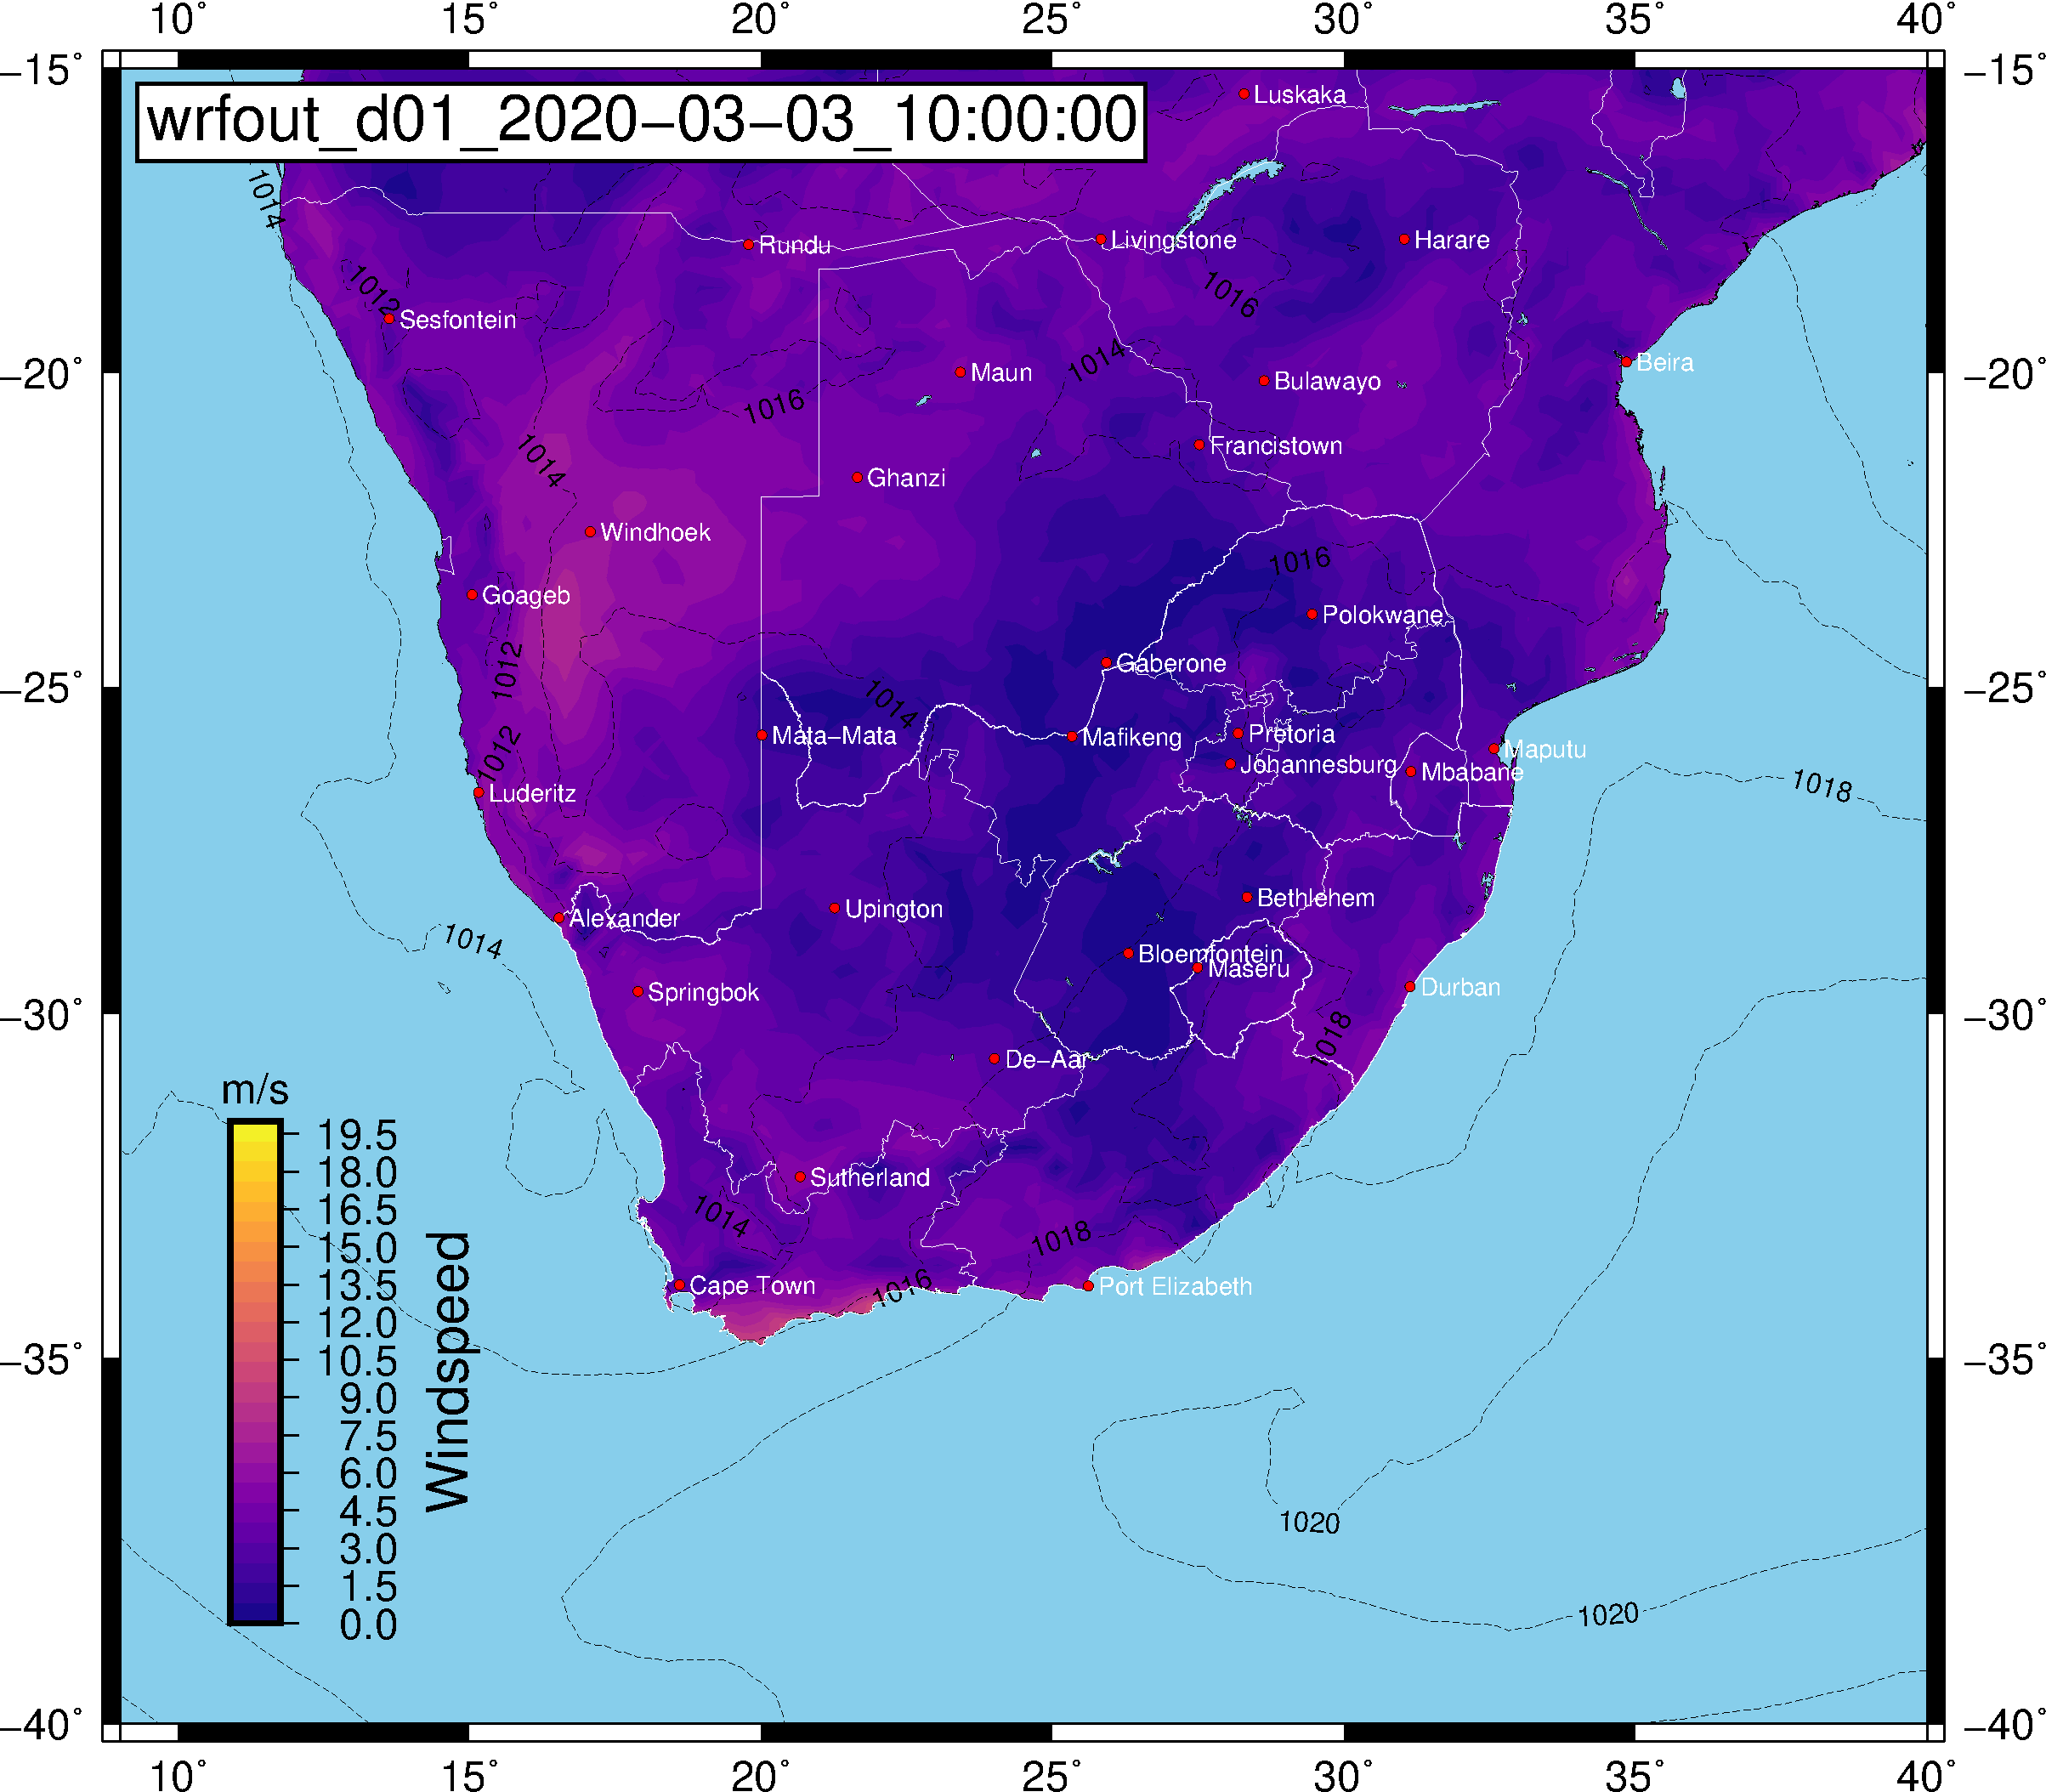 10° 15° 20° 25° 30° 35° 40°
−15° −15°
wrfout_d01_2020−03−03_10:00:00
Luskaka
1014
Rundu
Livingstone
Harare
1012
1016
Sesfontein
1014
Beira
−20° −20°
Maun
Bulawayo
1016
1014
Francistown
Ghanzi
Windhoek
1016
Goageb
Polokwane
1012
Gaberone
−25° −25°
1014
Mata−Mata
Mafikeng
Pretoria
Maputu
1012
Johannesburg
Mbabane
Luderitz
1018
Upington
Bethlehem
Alexander
1014
Bloemfontein
Maseru
Springbok
Durban
−30° −30°
1018
De−Aar
m/s
19.5
18.0
16.5
15.0
13.5
12.0
10.5
9.0
7.5
6.0
4.5
3.0
1.5
0.0
Windspeed
Sutherland
1014
1018
Cape Town
1016
Port Elizabeth
−35° −35°
1020
1020
−40° −40°
10° 15° 20° 25° 30° 35° 40°